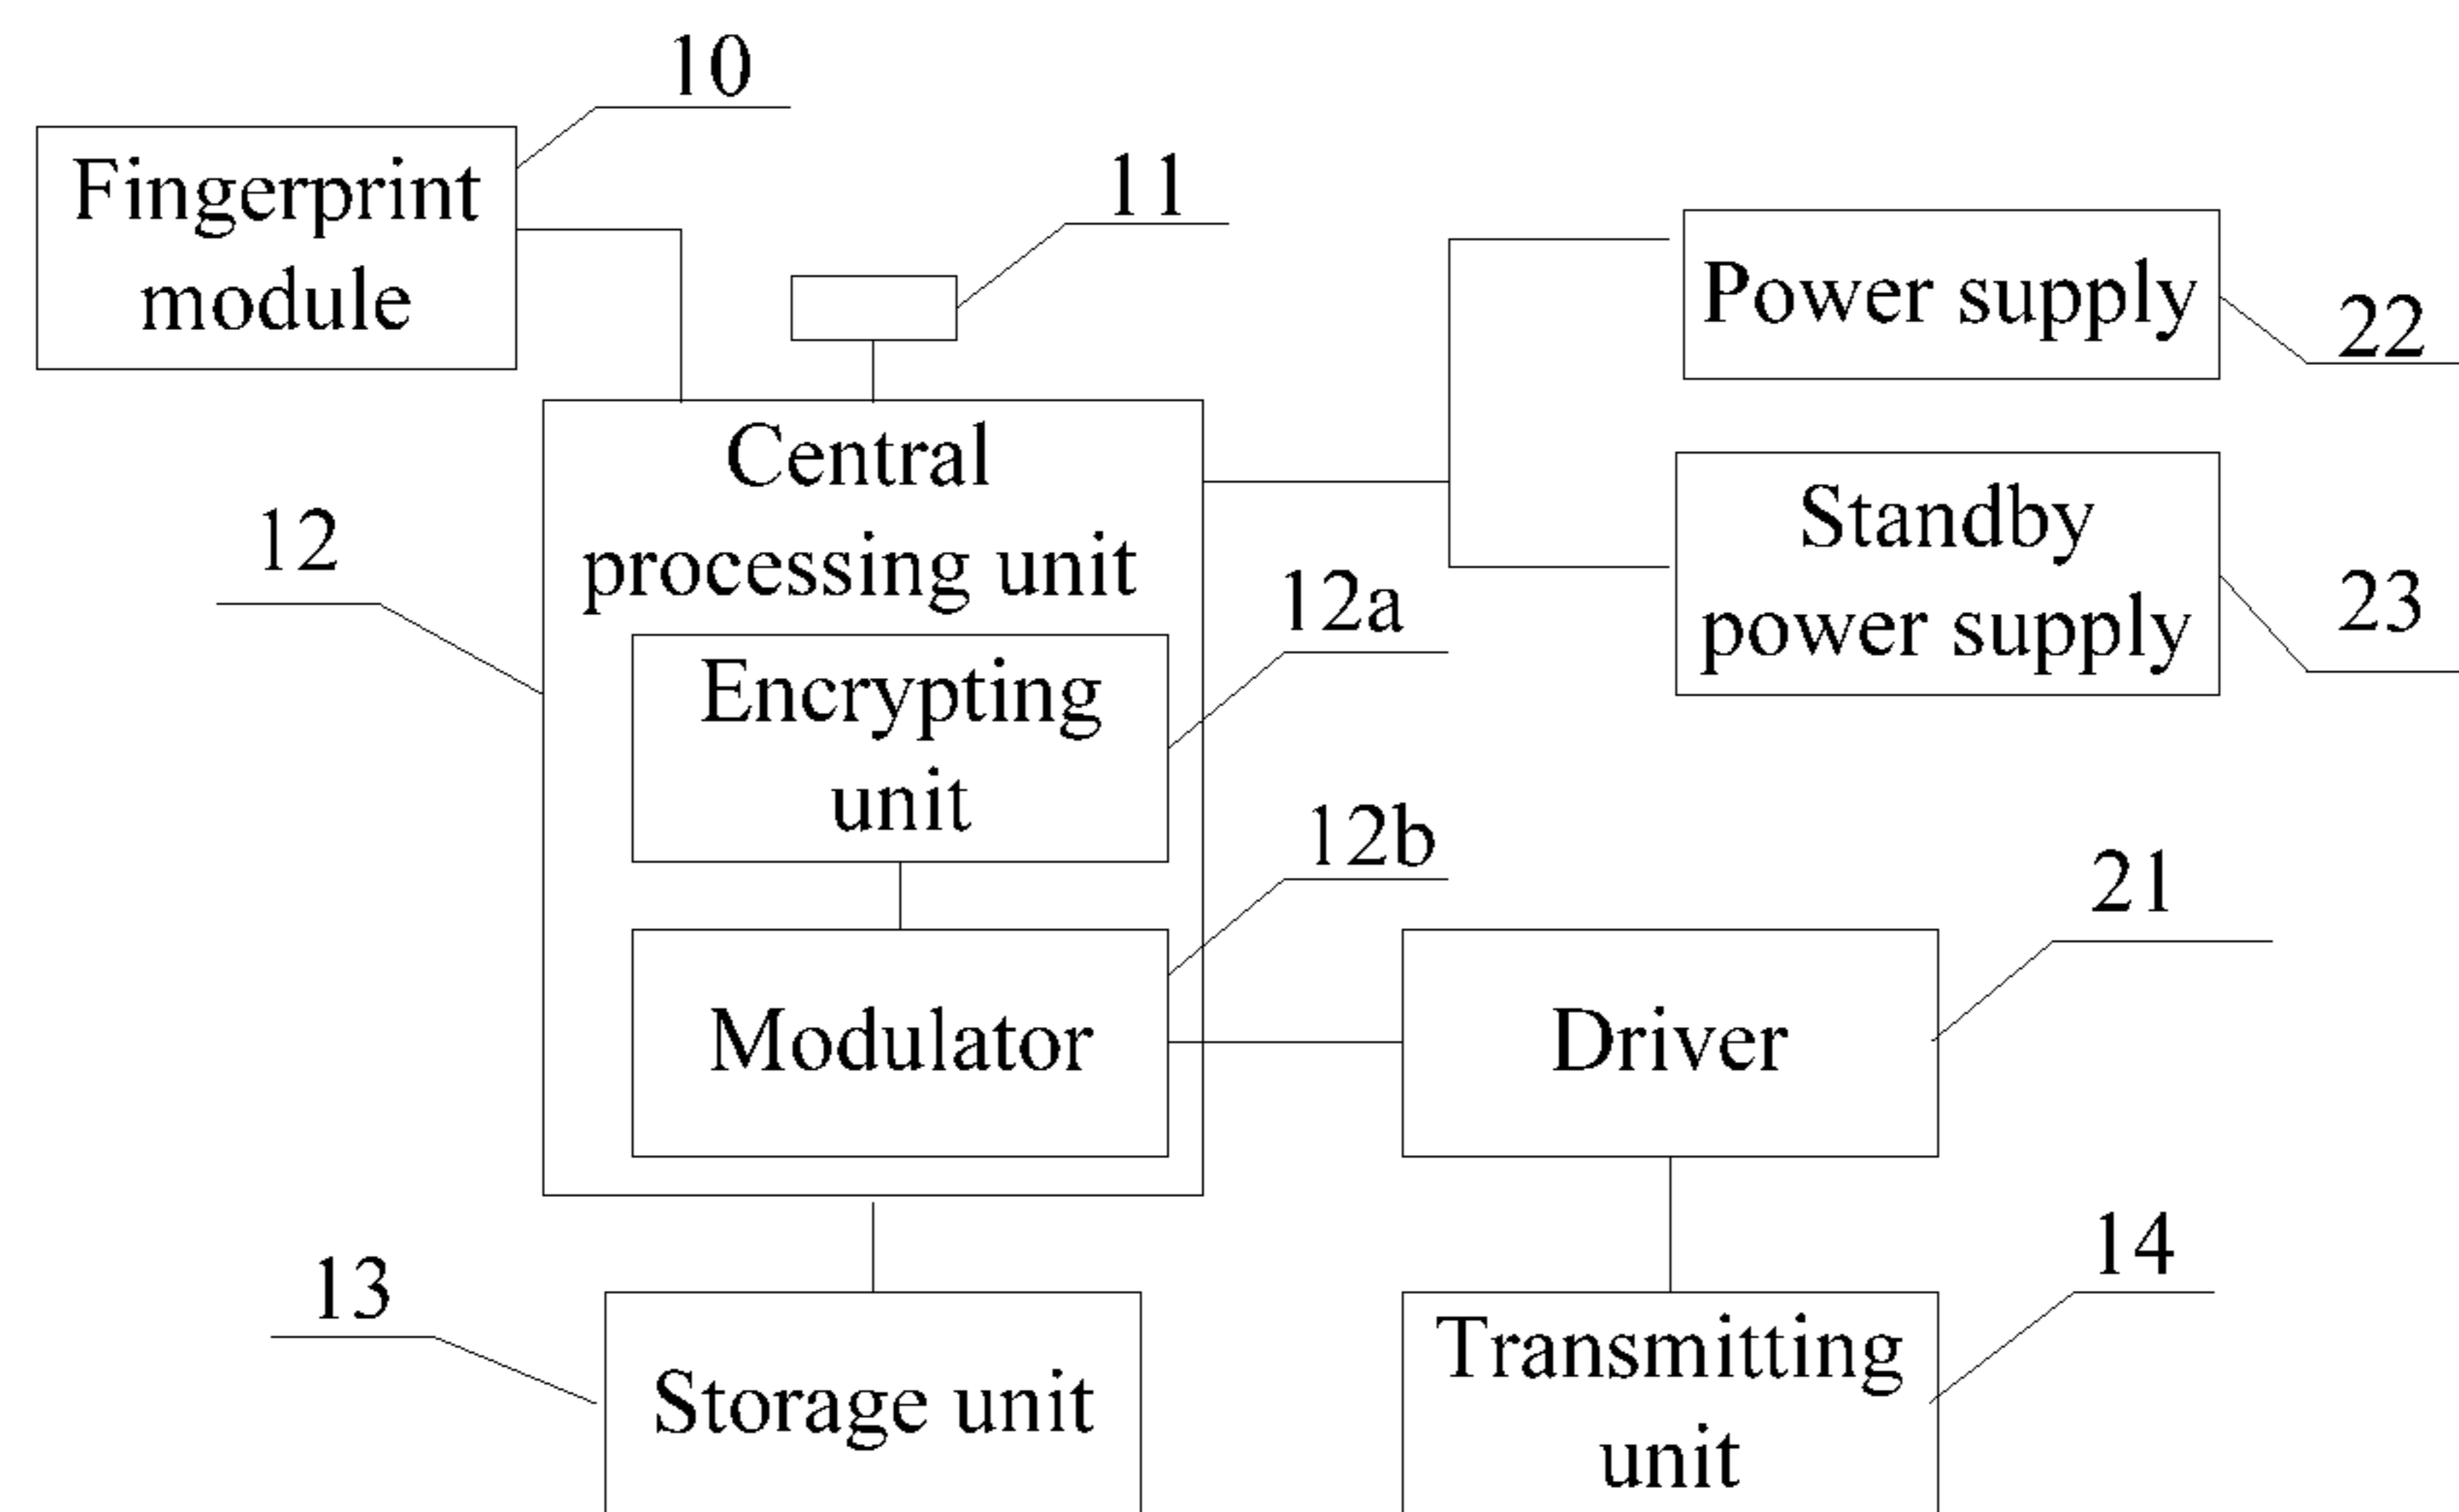 10
Fingerprint
module
11
Power supply
22
Central
processing unit
12
Standby
power supply
23
12a
Encrypting
unit
12b
21
Modulator
Driver
13
14
Storage unit
Transmitting
unit